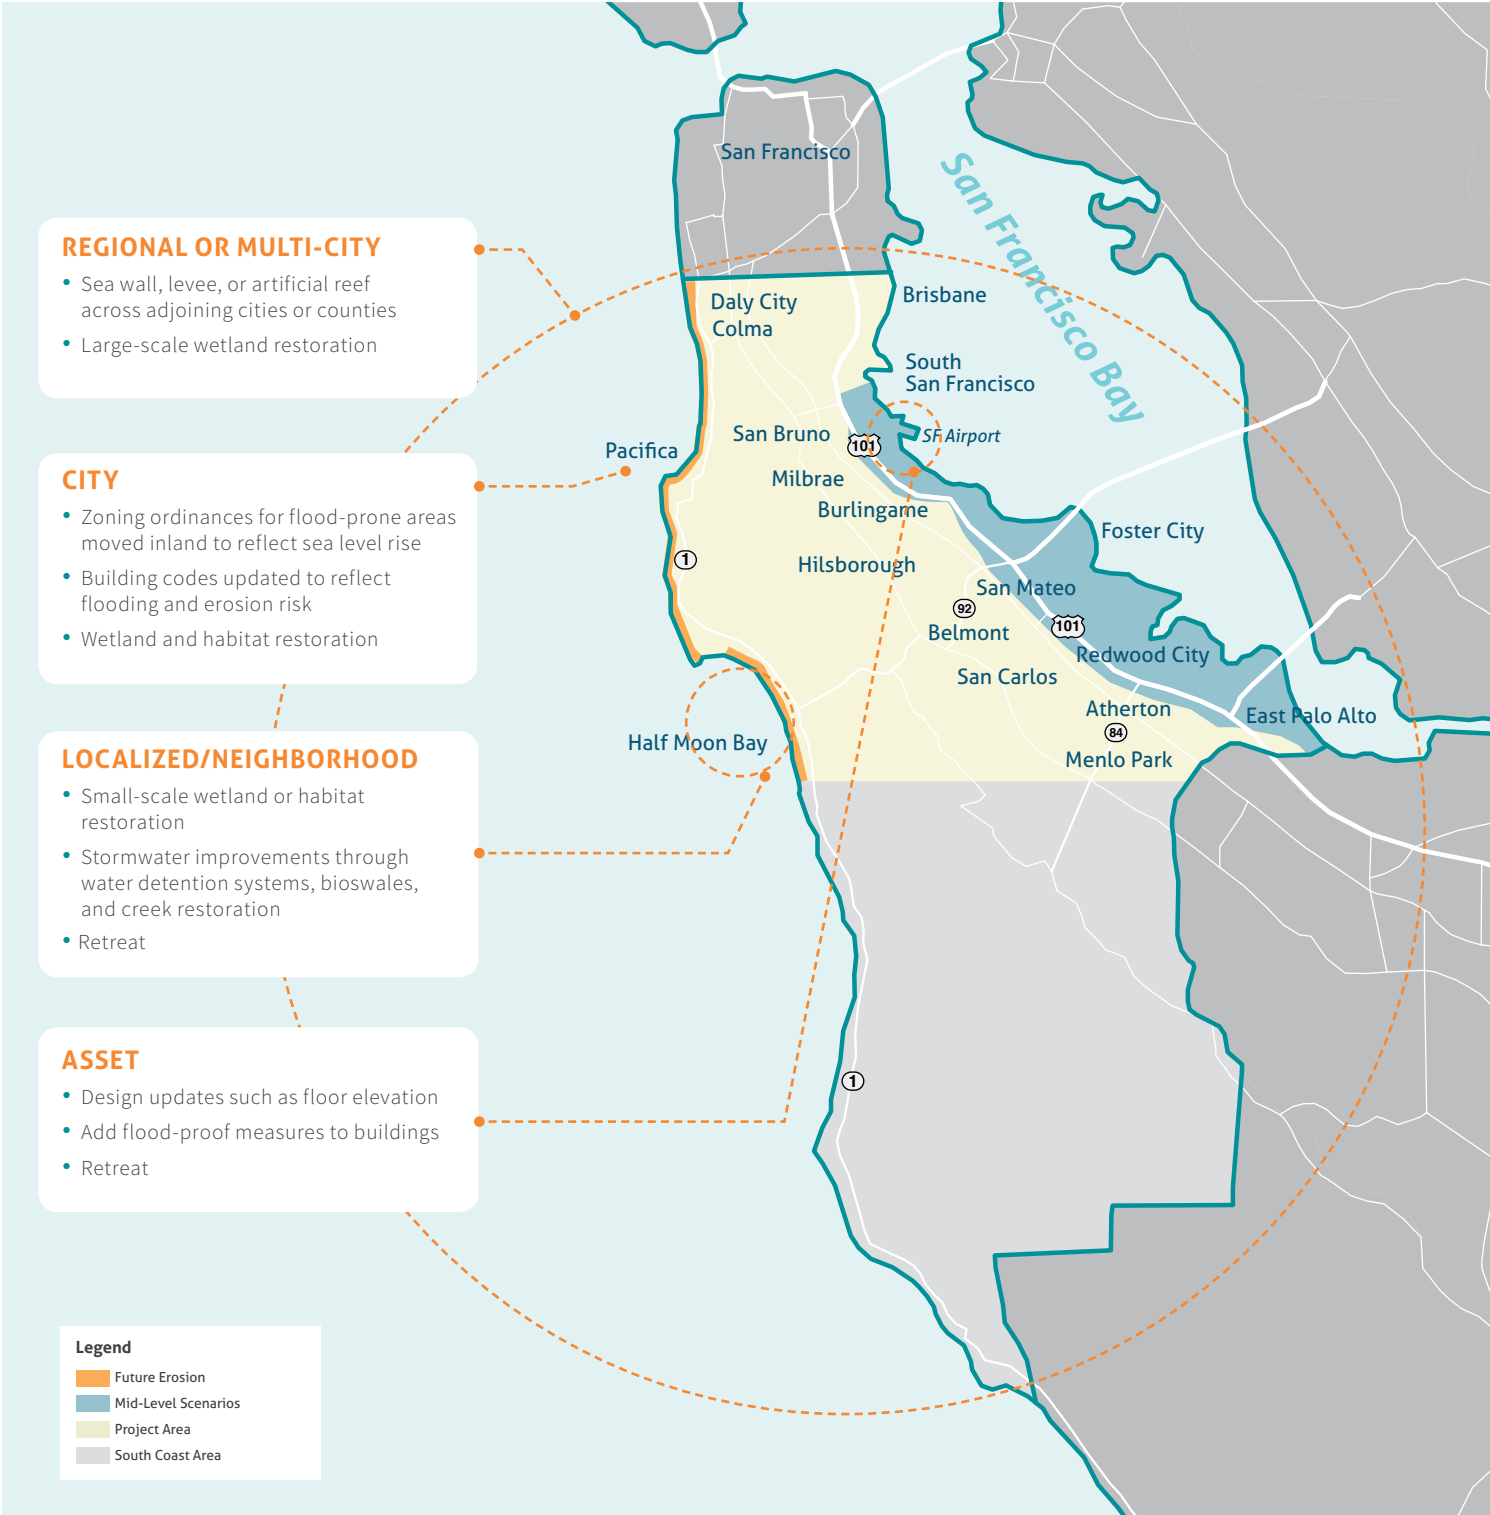 San Francisco
San Francisco Bay
REGIONAL OR MULTI-CITY
• Sea wall, levee, or artificial reef
across adjoining cities or counties
• Large-scale wetland restoration
CITY
• Zoning ordinances for flood-prone areas
moved inland to reflect sea level rise
• Building codes updated to reflect
flooding and erosion risk
• Wetland and habitat restoration
LOCALIZED/NEIGHBORHOOD
• Small-scale wetland or habitat
restoration
• Stormwater improvements through
water detention systems, bioswales,
and creek restoration
• Retreat
ASSET
• Design updates such as floor elevation
• Add flood-proof measures to buildings
• Retreat
Daly City
Colma
Brisbane
South
San Francisco
San Bruno
101
SF Airport
Pacifica
Milbrae
Burlingame
Foster City
1
Hilsborough
San Mateo
92
Belmont
101
Redwood City
San Carlos
Atherton
East Palo Alto
84
Half Moon Bay
Menlo Park
1
Legend
Future Erosion
Mid-Level Scenarios
Project Area
South Coast Area